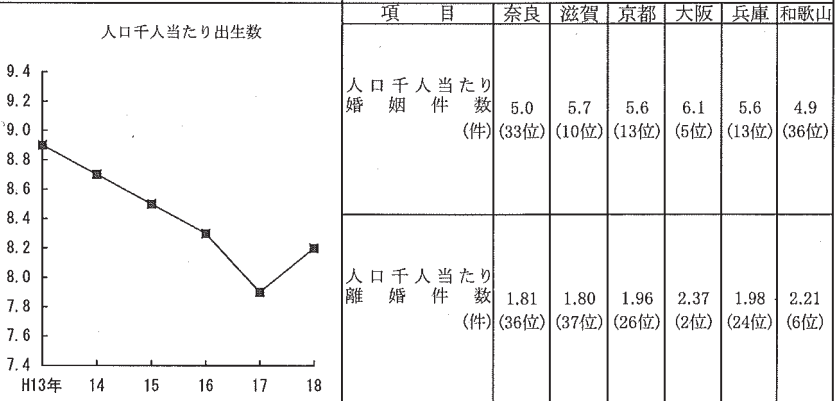 人口千人当たり出生数
9.4
9.2
9.0
8.8
8.6
8.4
8.2
8.0
7.8
7.6
7.4
H13年 14 15 16 17 18
項 目 奈良 滋賀 京都 大阪 兵庫 和歌山
人口千人当たり
婚姻件数 5.0 5.7 5.6 6.1 5.6 4.9
(件) (33位) (10位) (13位) (5位) (13位) (36位)
人口千人当たり
離婚件数 1.81 1.80 1.96 2.37 1.98 2.21
(件) (36位) (37位) (26位) (2位) (24位) (6位)